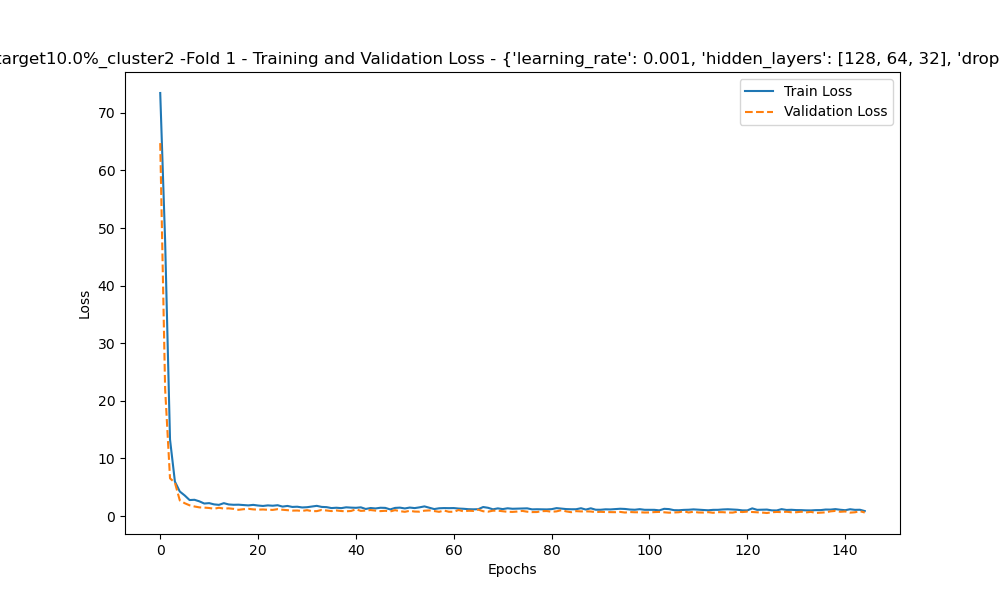 target10.0%_cluster2 -Fold 1 - Training and Validation Loss - {'learning_rate': 0.001, 'hidden_layers': [128, 64, 32], 'drop
Train Loss
Validation Loss
70
60
50
40
30
20
10
0
Loss
0 20 40 60 80 100 120 140
Epochs